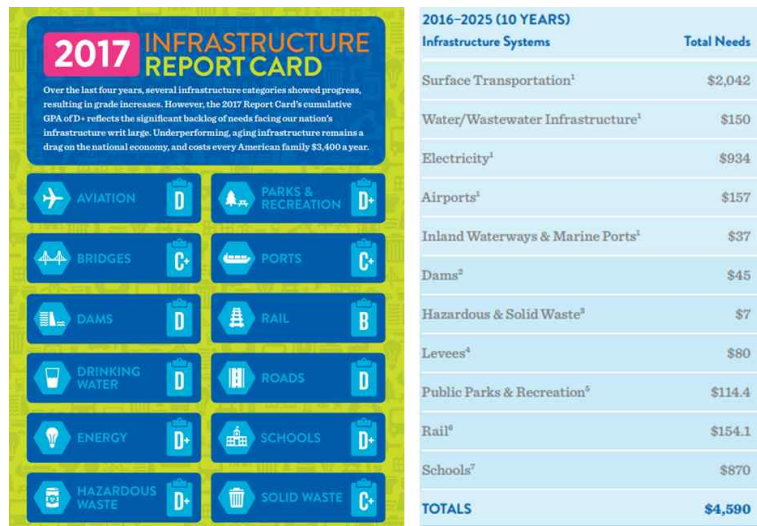 2017 INFRASTRUCTURE
REPORT CARD
Over the last four years, several infrastructure categories showed progress,
resulting in grade increases. However, the 2017 Report Card's cumulative
GPA of D+ reflects the significant backlog of needs facing our nation's
infrastructure writ large. Underperforming, aging infrastructure remains a
drag on the national economy, and costs every American family $3,400 a year.
AVIATION D
PARKS &
RECREATION D+
BRIDGES C+
PORTS C+
DAMS D
RAIL B
DRINKING
WATER D
ROADS D
ENERGY D+
SCHOOLS D+
HAZARDOUS
WASTE D+
SOLID WASTE C+
2016–2025 (10 YEARS)
Infrastructure Systems Total Needs
Surface Transportation¹ $2,042
Water/Wastewater Infrastructure¹ $150
Electricity¹ $934
Airports¹ $157
Inland Waterways & Marine Ports¹ $37
Dams² $45
Hazardous & Solid Waste³ $7
Levees⁴ $80
Public Parks & Recreation⁵ $114.4
Rail⁶ $154.1
Schools⁷ $870
TOTALS $4,590